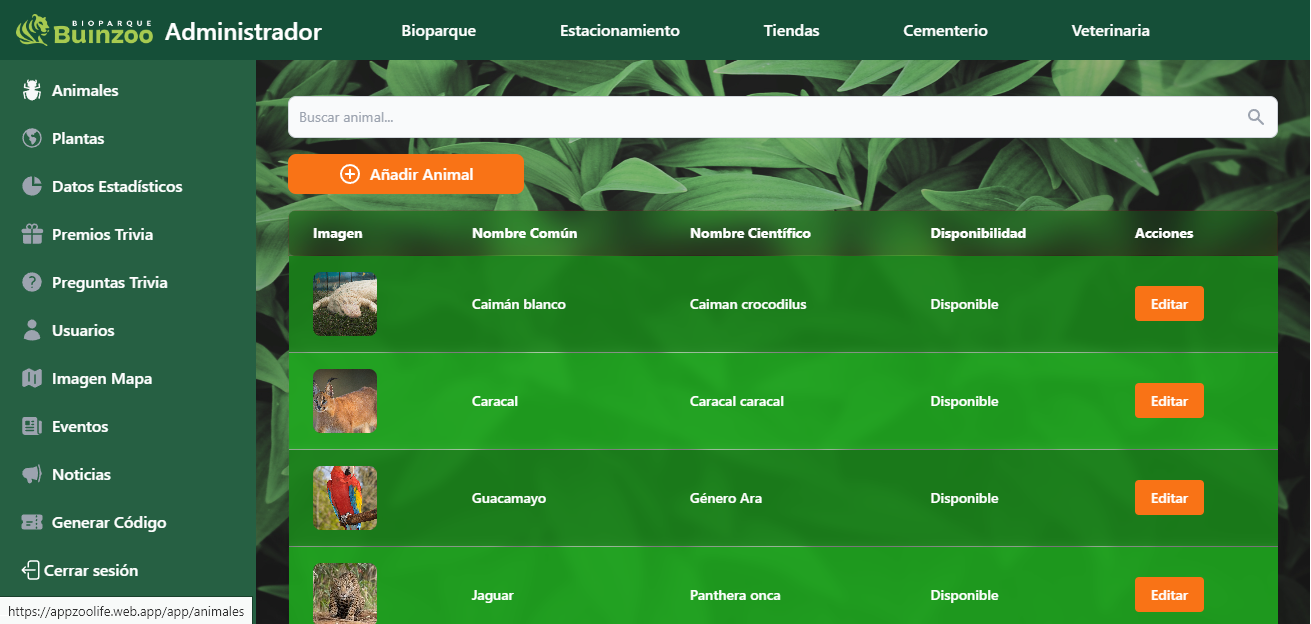 BIOPARQUE
Buinzoo
Administrador
Bioparque
Estacionamiento
Tiendas
Cementerio
Veterinaria
Animales
Plantas
Datos Estadísticos
Premios Trivia
Preguntas Trivia
Usuarios
Imagen Mapa
Eventos
Noticias
Generar Código
Cerrar sesión
https://appzoolife.web.app/app/animales
Buscar animal...
Añadir Animal
Imagen Nombre Común Nombre Científico Disponibilidad Acciones
Caimán blanco Caiman crocodilus Disponible Editar
Caracal Caracal caracal Disponible Editar
Guacamayo Género Ara Disponible Editar
Jaguar Panthera onca Disponible Editar